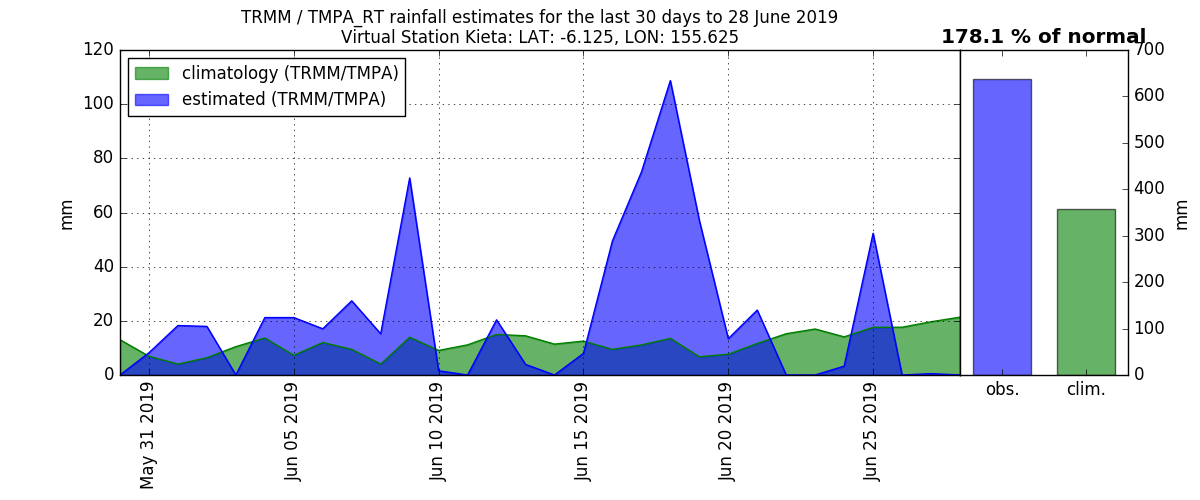 TRMM / TMPA_RT rainfall estimates for the last 30 days to 28 June 2019
Virtual Station Kieta: LAT: -6.125, LON: 155.625
178.1 % of normal
climatology (TRMM/TMPA)
estimated (TRMM/TMPA)
120
100
80
60
40
20
0
mm
May 31 2019
Jun 05 2019
Jun 10 2019
Jun 15 2019
Jun 20 2019
Jun 25 2019
700
600
500
400
300
200
100
0
mm
obs.
clim.